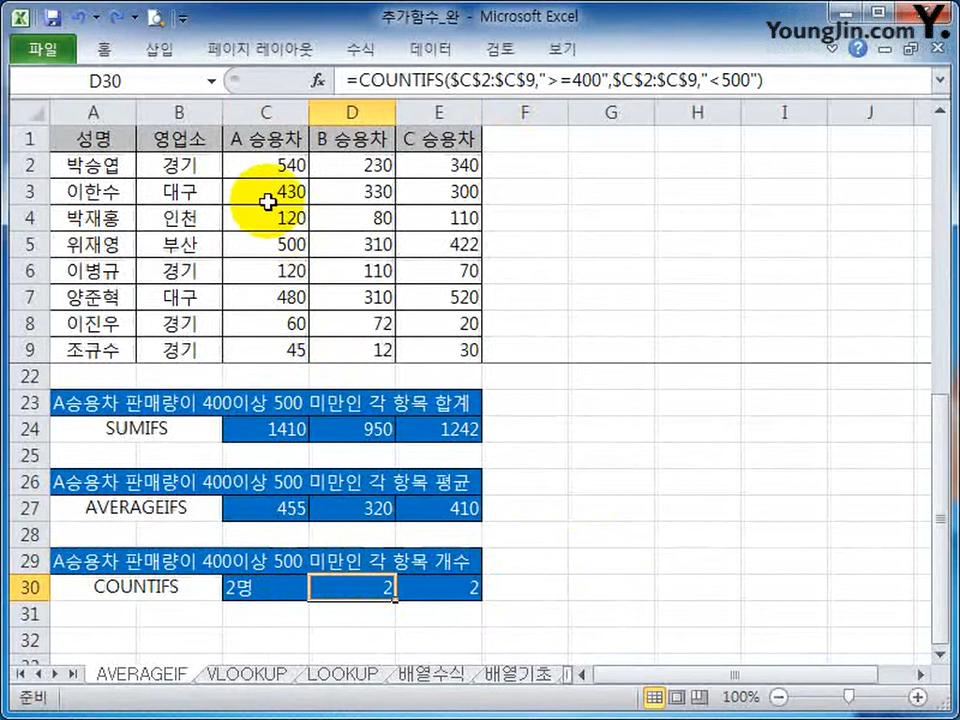 추가함수_완 - Microsoft Excel
YoungJin.com Y.
파일 홈 삽입 페이지 레이아웃 수식 데이터 검토 보기
D30 fx =COUNTIFS($C$2:$C$9,">=400",$C$2:$C$9,"<500")
A B C D E F G H I J
1 성명 영업소 A 승용차 B 승용차 C 승용차
2 박승엽 경기 540 230 340
3 이한수 대구 430 330 300
4 박재홍 인천 120 80 110
5 위재영 부산 500 310 422
6 이병규 경기 120 110 70
7 양준혁 대구 480 310 520
8 이진우 경기 60 72 20
9 조규수 경기 45 12 30
22
23 A승용차 판매량이 400이상 500 미만인 각 항목 합계
24 SUMIFS 1410 950 1242
25
26 A승용차 판매량이 400이상 500 미만인 각 항목 평균
27 AVERAGEIFS 455 320 410
28
29 A승용차 판매량이 400이상 500 미만인 각 항목 개수
30 COUNTIFS 2명 2 2
31
32
AVERAGEIF VLOOKUP LOOKUP 배열수식 배열기초
준비 100%